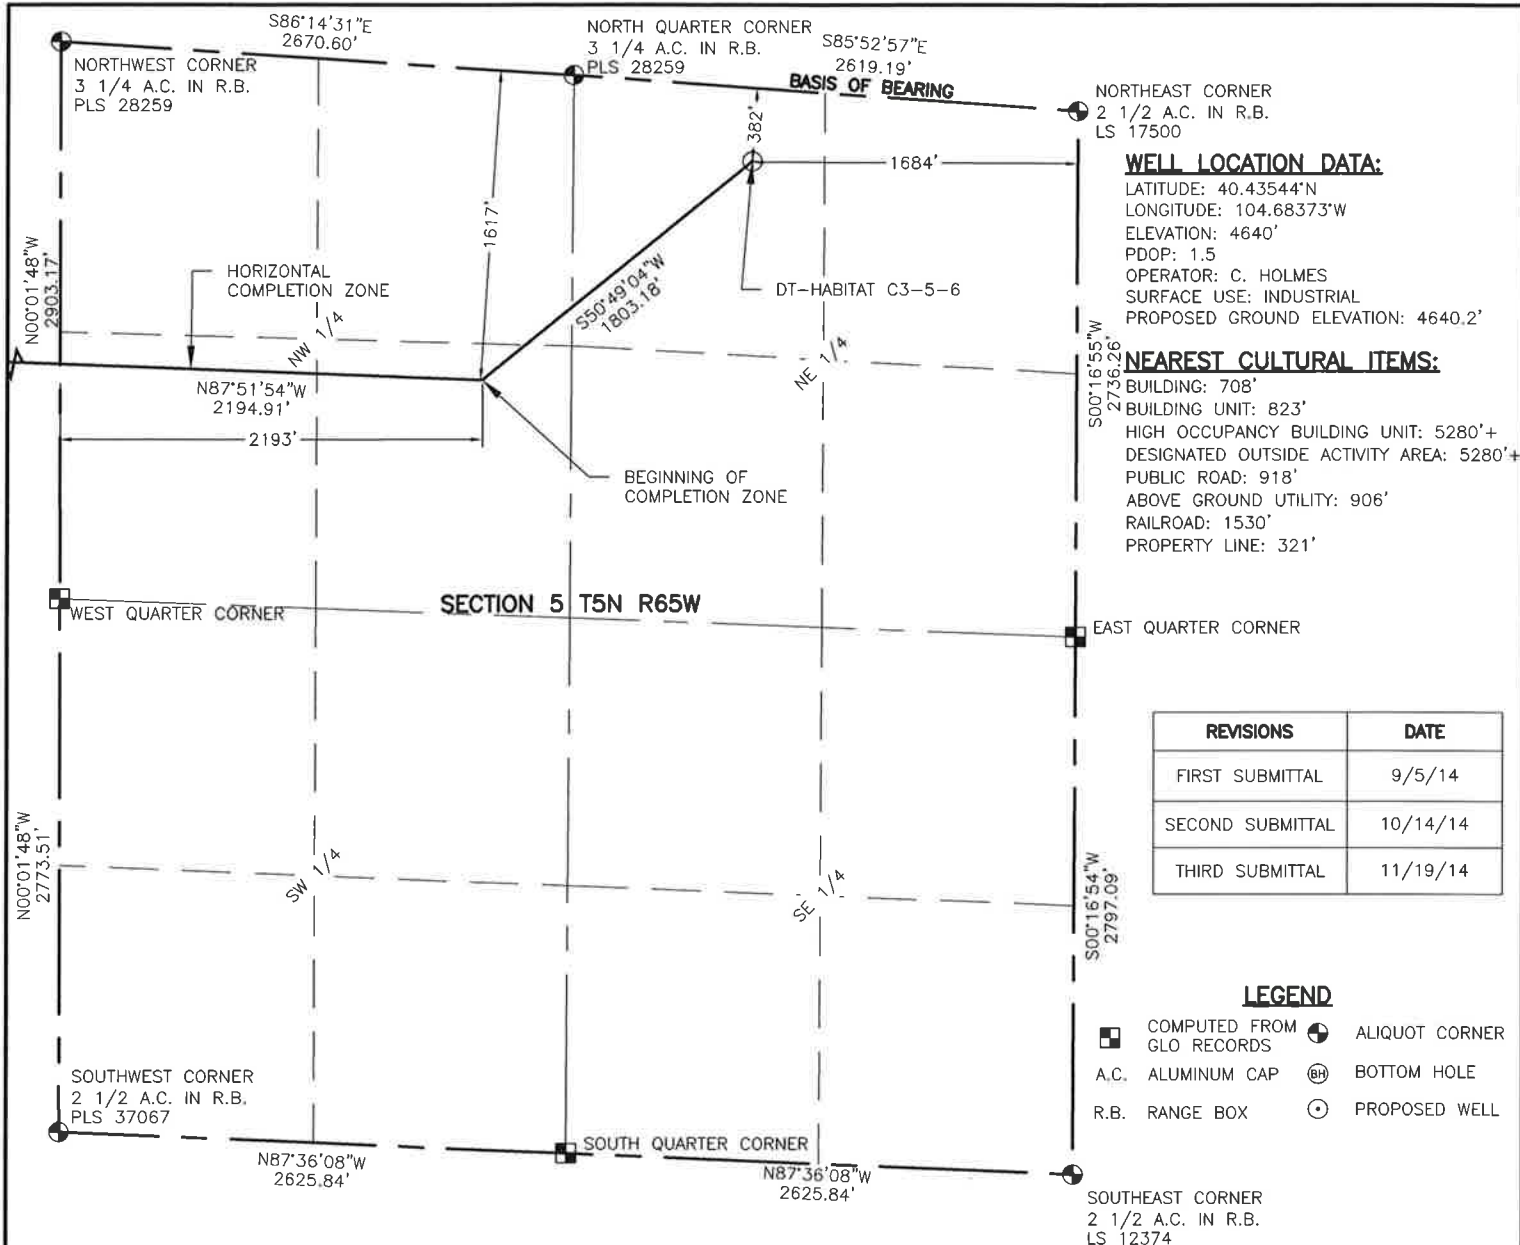 S86°14'31"E
2670.60'
NORTHWEST CORNER
3 1/4 A.C. IN R.B.
PLS 28259
NORTH QUARTER CORNER
3 1/4 A.C. IN R.B.
PLS 28259
S85°52'57"E
2619.19'
BASIS OF BEARING
NORTHEAST CORNER
2 1/2 A.C. IN R.B.
LS 17500
382'
1684'
1617'
WELL LOCATION DATA:
LATITUDE: 40.43544°N
LONGITUDE: 104.68373°W
ELEVATION: 4640'
PDOP: 1.5
OPERATOR: C. HOLMES
SURFACE USE: INDUSTRIAL
PROPOSED GROUND ELEVATION: 4640.2'
N00°01'48"W
2903.17'
HORIZONTAL
COMPLETION ZONE
NW 1/4
S50°49'04"W
1803.18'
DT-HABITAT C3-5-6
NE 1/4
S00°16'55"W
2736.26'
NEAREST CULTURAL ITEMS:
BUILDING: 708'
BUILDING UNIT: 823'
HIGH OCCUPANCY BUILDING UNIT: 5280'+
DESIGNATED OUTSIDE ACTIVITY AREA: 5280'+
PUBLIC ROAD: 918'
ABOVE GROUND UTILITY: 906'
RAILROAD: 1530'
PROPERTY LINE: 321'
N87°51'54"W
2194.91'
2193'
BEGINNING OF
COMPLETION ZONE
WEST QUARTER CORNER
SECTION 5 T5N R65W
EAST QUARTER CORNER
REVISIONS DATE
FIRST SUBMITTAL 9/5/14
SECOND SUBMITTAL 10/14/14
THIRD SUBMITTAL 11/19/14
N00°01'48"W
2773.51'
SW 1/4
SE 1/4
S00°16'54"W
2797.09'
LEGEND
COMPUTED FROM
GLO RECORDS
ALIQUOT CORNER
A.C. ALUMINUM CAP
BH BOTTOM HOLE
R.B. RANGE BOX
PROPOSED WELL
SOUTHWEST CORNER
2 1/2 A.C. IN R.B.
PLS 37067
SOUTH QUARTER CORNER
N87°36'08"W
2625.84'
N87°36'08"W
2625.84'
SOUTHEAST CORNER
2 1/2 A.C. IN R.B.
LS 12374